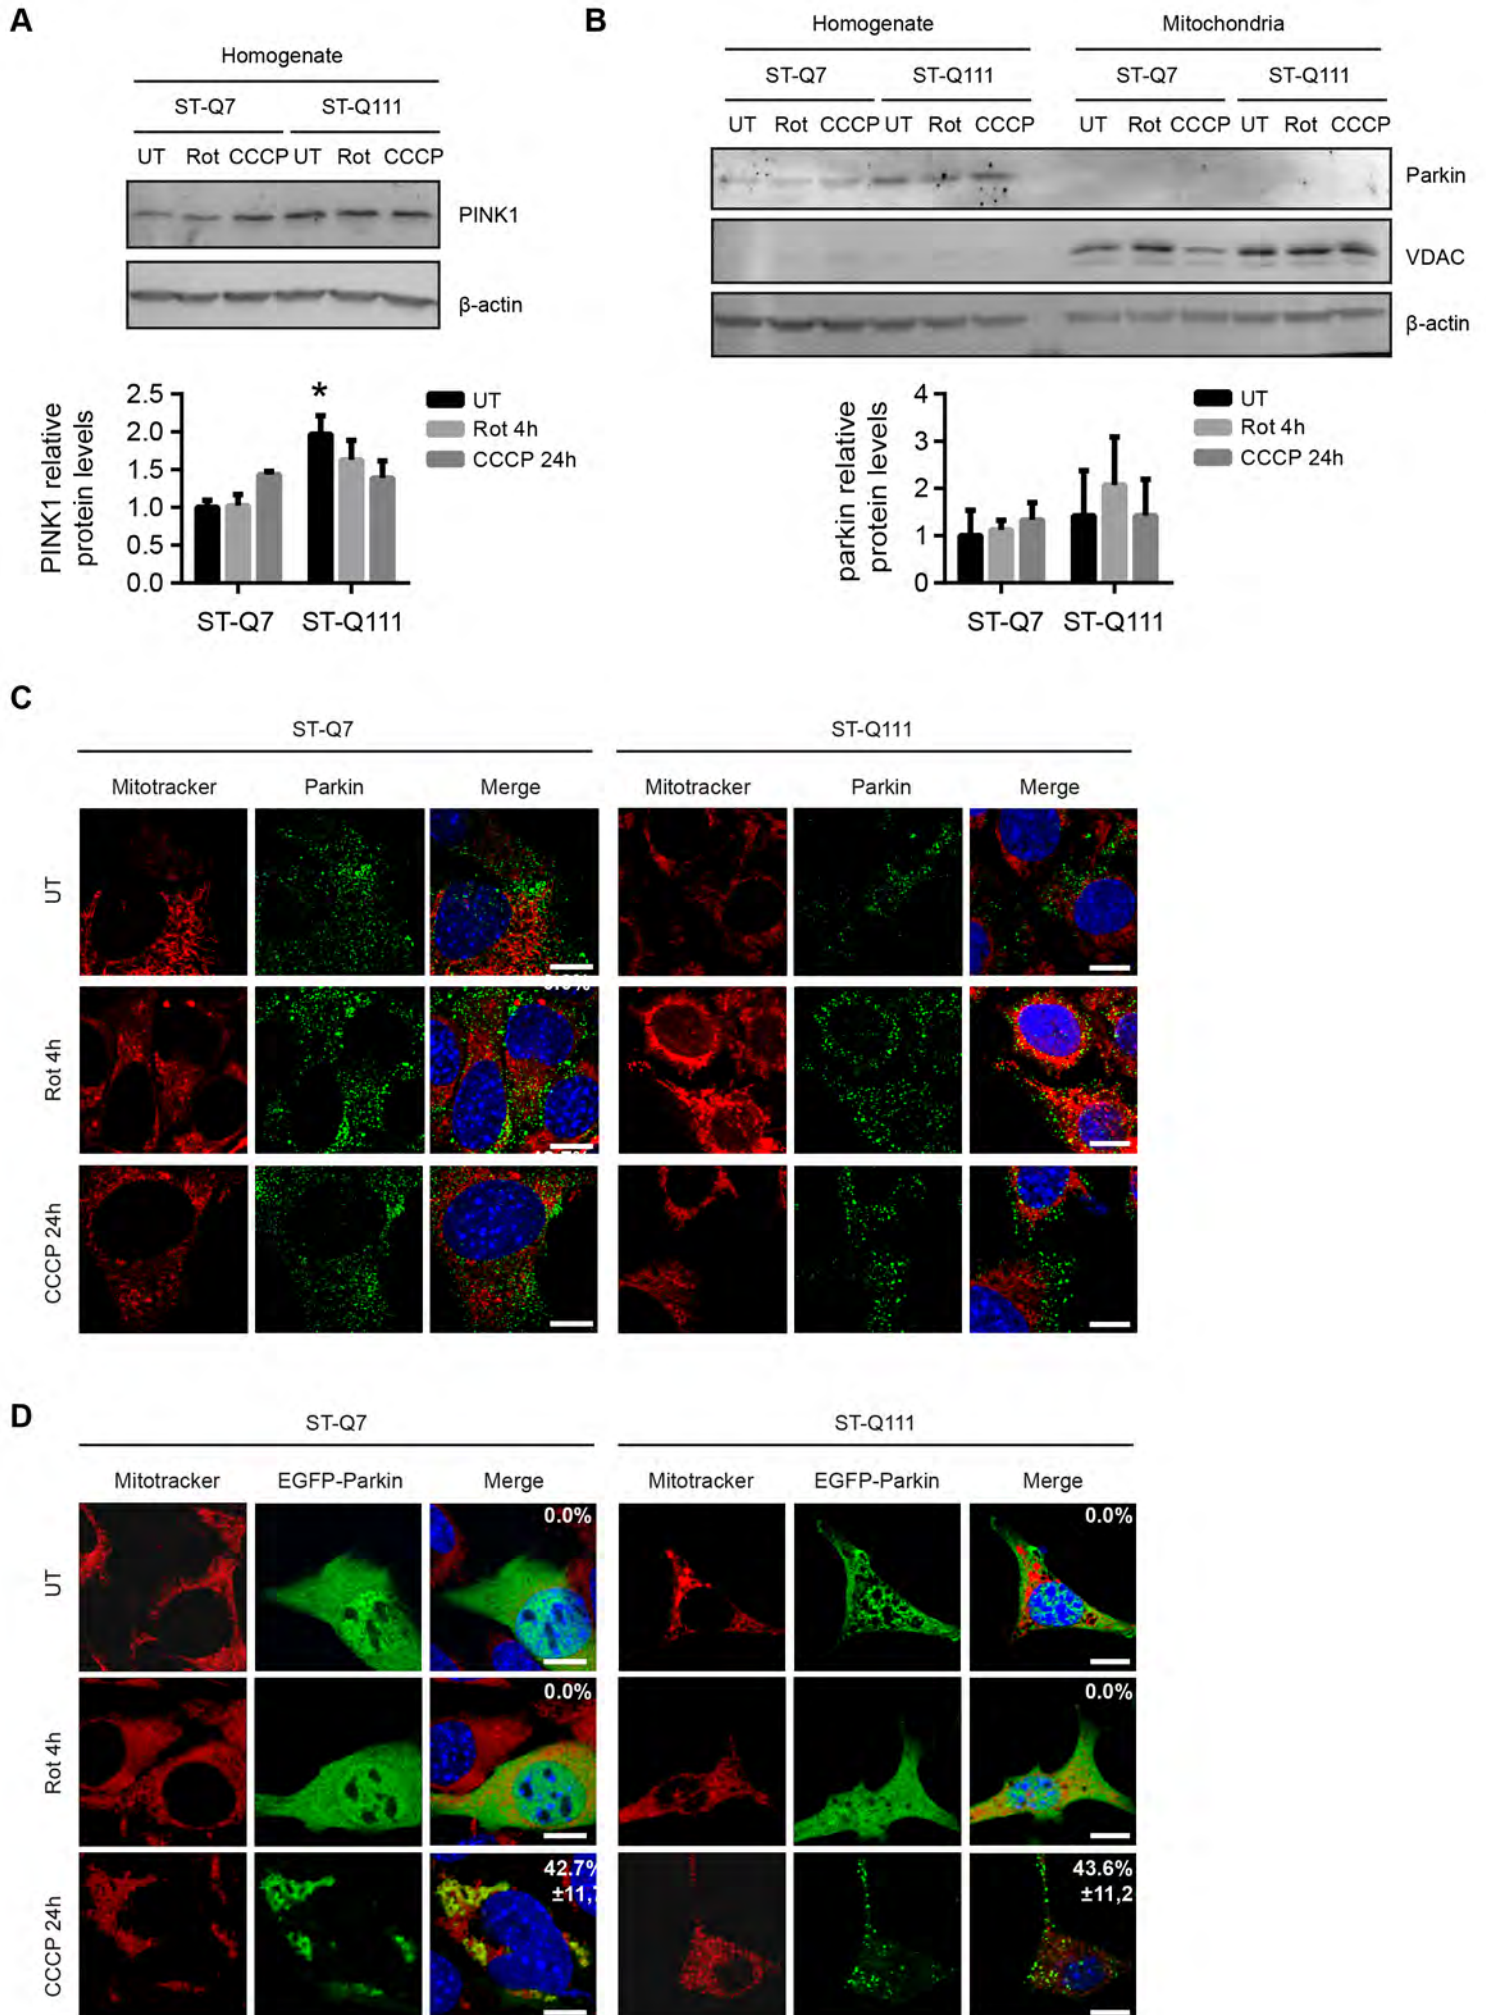 A
Homogenate
ST-Q7 ST-Q111
UT Rot CCCP UT Rot CCCP
PINK1
β-actin
PINK1 relative
protein levels
2.5
2.0
1.5
1.0
0.5
0.0
*
UT
Rot 4h
CCCP 24h
ST-Q7 ST-Q111
B
Homogenate Mitochondria
ST-Q7 ST-Q111 ST-Q7 ST-Q111
UT Rot CCCP UT Rot CCCP UT Rot CCCP UT Rot CCCP
Parkin
VDAC
β-actin
parkin relative
protein levels
4
3
2
1
0
UT
Rot 4h
CCCP 24h
ST-Q7 ST-Q111
C
ST-Q7 ST-Q111
Mitotracker Parkin Merge Mitotracker Parkin Merge
UT
Rot 4h
CCCP 24h
D
ST-Q7 ST-Q111
Mitotracker EGFP-Parkin Merge Mitotracker EGFP-Parkin Merge
UT
0.0% 0.0%
Rot 4h
0.0% 0.0%
CCCP 24h
42.7% 43.6%
±11,7 ±11,2